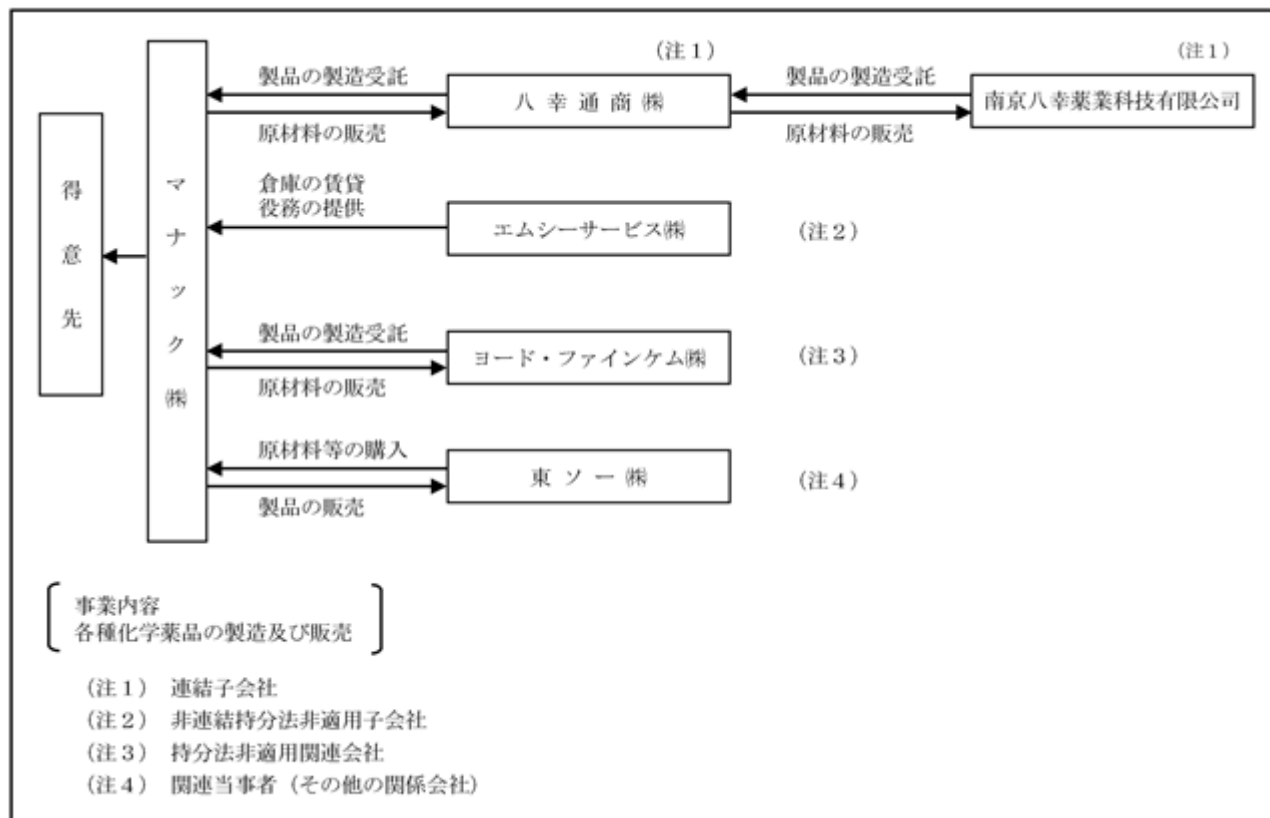 (注1)
(注1)
製品の製造受託
八幸通商㈱
製品の製造受託
南京八幸薬業科技有限公司
原材料の販売
原材料の販売
得意先
マナック㈱
倉庫の賃貸
役務の提供
エムシーサービス㈱
(注2)
製品の製造受託
ヨード・ファインケム㈱
(注3)
原材料の販売
原材料等の購入
東ソー㈱
(注4)
製品の販売
事業内容
各種化学薬品の製造及び販売
(注1) 連結子会社
(注2) 非連結持分法非適用子会社
(注3) 持分法非適用関連会社
(注4) 関連当事者(その他の関係会社)